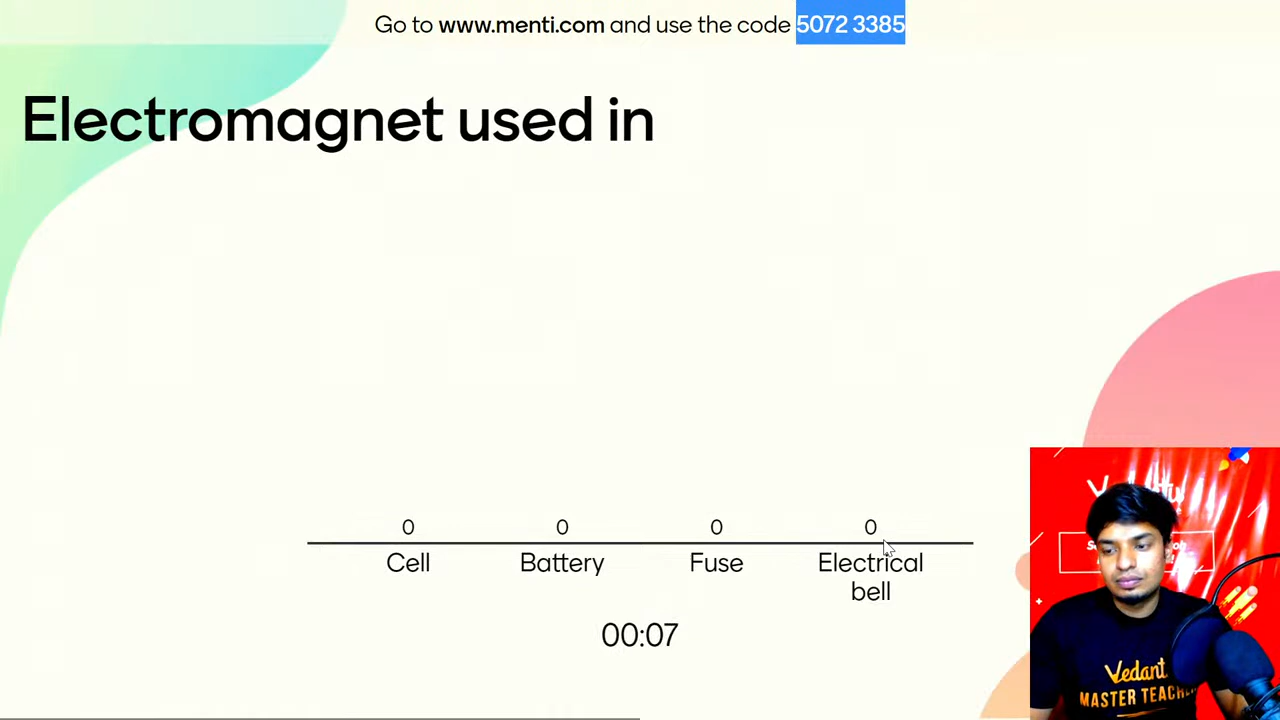 Go to www.menti.com and use the code 5072 3385
Electromagnet used in
0 0 0 0
Cell Battery Fuse Electrical
bell
00:07
Vedant
MASTER TEACHE